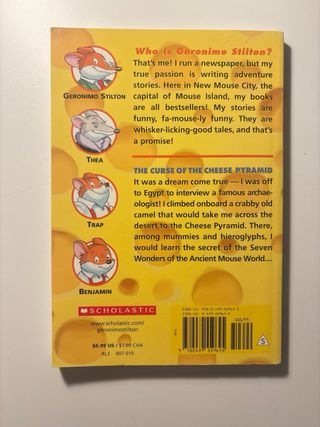 Who is Geronimo Stilton?
That's me! I run a newspaper, but my
true passion is writing adventure
stories. Here in New Mouse City, the
capital of Mouse Island, my books
are all bestsellers! My stories are
funny, fa-mouse-ly funny. They are
whisker-licking-good tales, and that's
a promise!
THE CURSE OF THE CHEESE PYRAMID
It was a dream come true — I was off
to Egypt to interview a famous archae-
ologist! I climbed onboard a crabby old
camel that would take me across the
desert to the Cheese Pyramid. There,
among mummies and hieroglyphs, I
would learn the secret of the Seven
Wonders of the Ancient Mouse World....
GERONIMO STILTON
THEA
TRAP
BENJAMIN
SCHOLASTIC
www.scholastic.com/
geronimostilton
$6.99 US / $7.99 CAN
RL3 007-010
50699
S